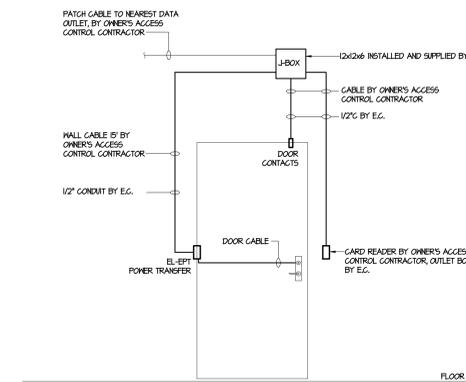 PATCH CABLE TO NEAREST DATA
OUTLET, BY OWNER'S ACCESS
CONTROL CONTRACTOR
J-BOX
12x12x6 INSTALLED AND SUPPLIED BY
CABLE BY OWNER'S ACCESS
CONTROL CONTRACTOR
1/2"C BY E.C.
WALL CABLE 15' BY
OWNER'S ACCESS
CONTROL CONTRACTOR
DOOR
CONTACTS
1/2" CONDUIT BY E.C.
DOOR CABLE
EL-EPT
POWER TRANSFER
CARD READER BY OWNER'S ACCES
CONTROL CONTRACTOR, OUTLET BO
BY E.C.
FLOOR